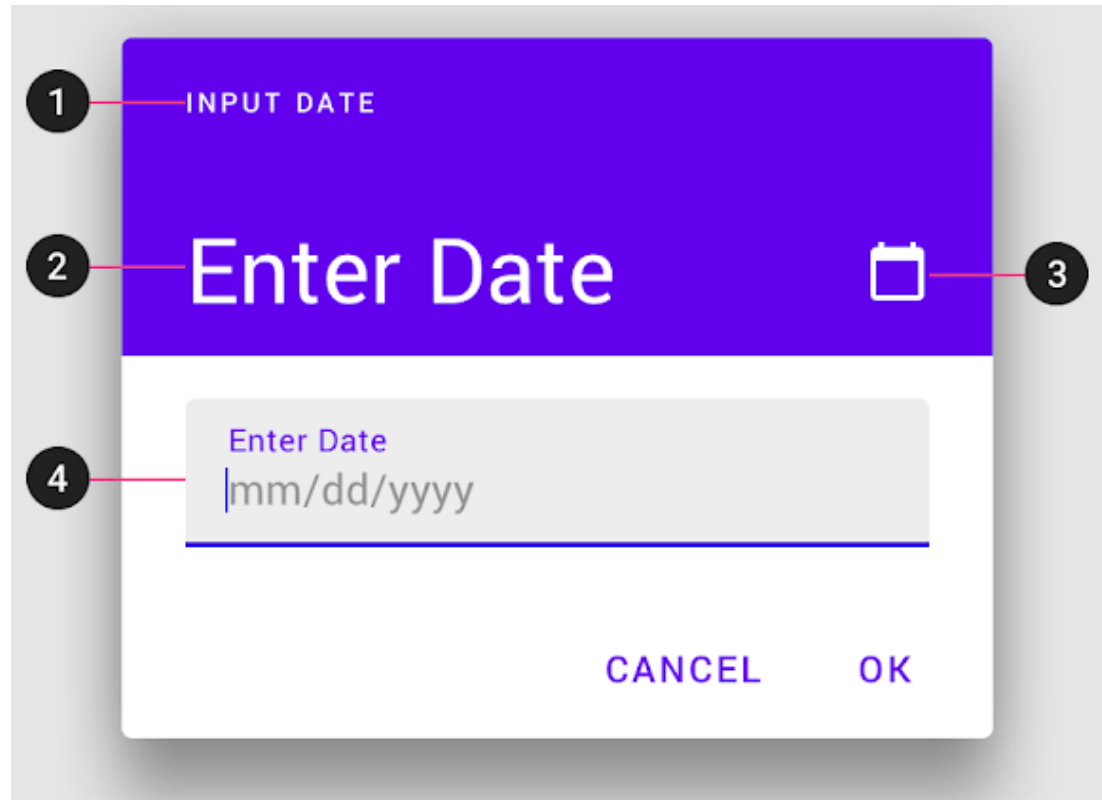 1
INPUT DATE
2
Enter Date
3
4
Enter Date
mm/dd/yyyy
CANCEL
OK